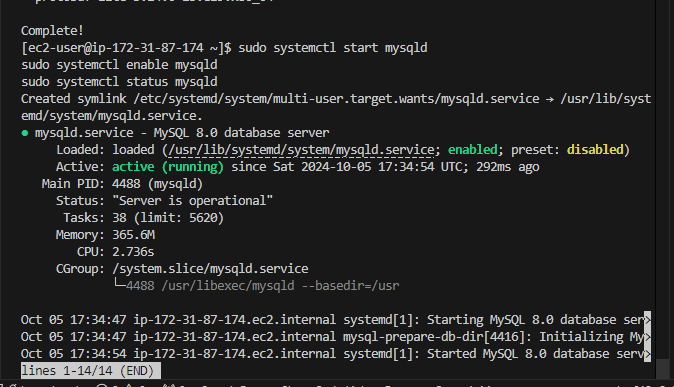 Complete!
[ec2-user@ip-172-31-87-174 ~]$ sudo systemctl start mysqld
sudo systemctl enable mysqld
sudo systemctl status mysqld
Created symlink /etc/systemd/system/multi-user.target.wants/mysqld.service → /usr/lib/syst
emd/system/mysqld.service.
● mysqld.service - MySQL 8.0 database server
Loaded: loaded (/usr/lib/systemd/system/mysqld.service; enabled; preset: disabled)
Active: active (running) since Sat 2024-10-05 17:34:54 UTC; 292ms ago
Main PID: 4488 (mysqld)
Status: "Server is operational"
Tasks: 38 (limit: 5620)
Memory: 365.6M
CPU: 2.736s
CGroup: /system.slice/mysqld.service
└─4488 /usr/libexec/mysqld --basedir=/usr
Oct 05 17:34:47 ip-172-31-87-174.ec2.internal systemd[1]: Starting MySQL 8.0 database ser>
Oct 05 17:34:47 ip-172-31-87-174.ec2.internal mysql-prepare-db-dir[4416]: Initializing My>
Oct 05 17:34:54 ip-172-31-87-174.ec2.internal systemd[1]: Started MySQL 8.0 database serv>
lines 1-14/14 (END)